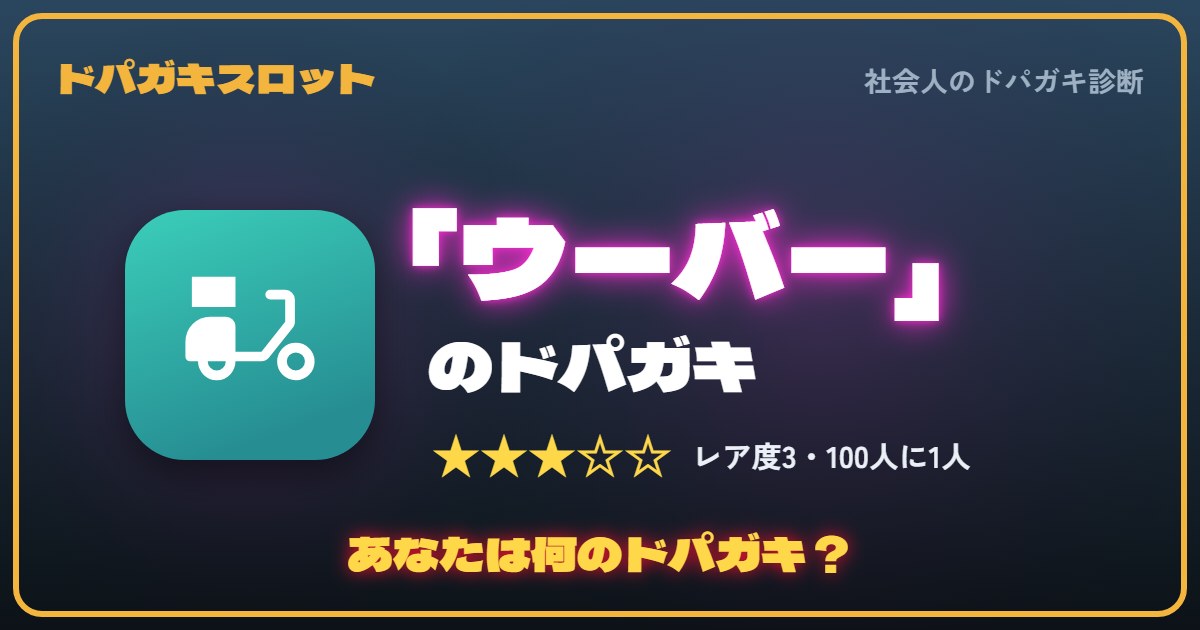 ドパガキスロット
社会人のドパガキ診断
「ウーバー」
のドパガキ
★★★☆☆ レア度3・100人に1人
あなたは何のドパガキ？